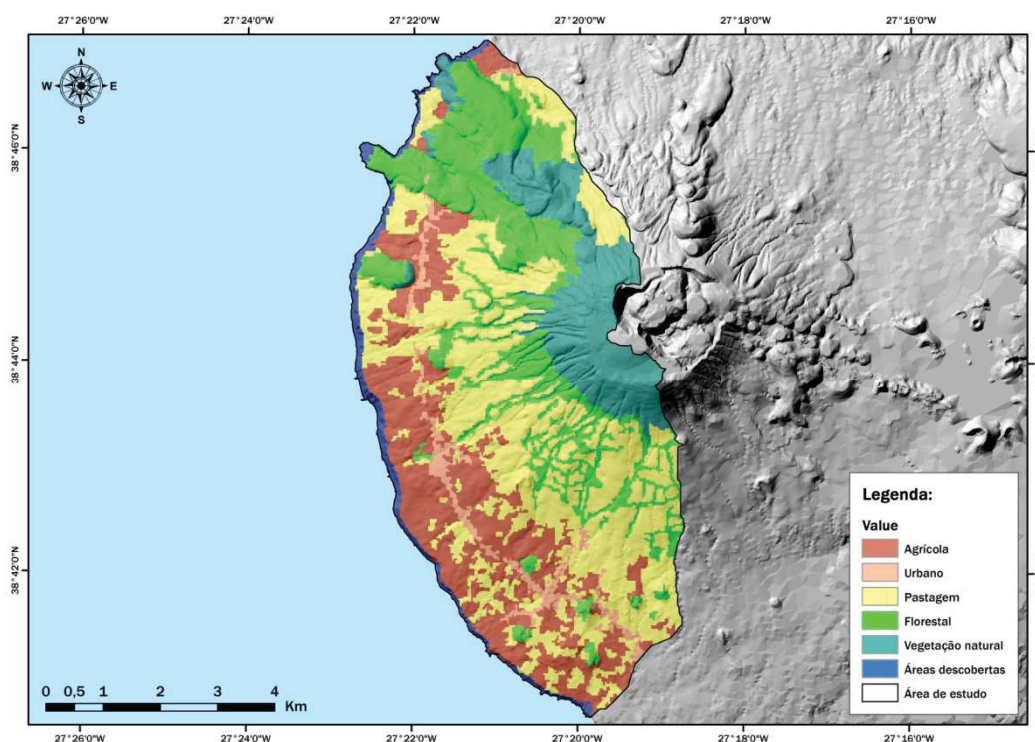 27°26'0"W 27°24'0"W 27°22'0"W 27°20'0"W 27°18'0"W 27°16'0"W
N
W E
S
38°46'0"N
38°44'0"N
38°42'0"N
Legenda:
Value
Agrícola
Urbano
Pastagem
Florestal
Vegetação natural
Áreas descobertas
Área de estudo
0 0,5 1 2 3 4
Km
27°26'0"W 27°24'0"W 27°22'0"W 27°20'0"W 27°18'0"W 27°16'0"W